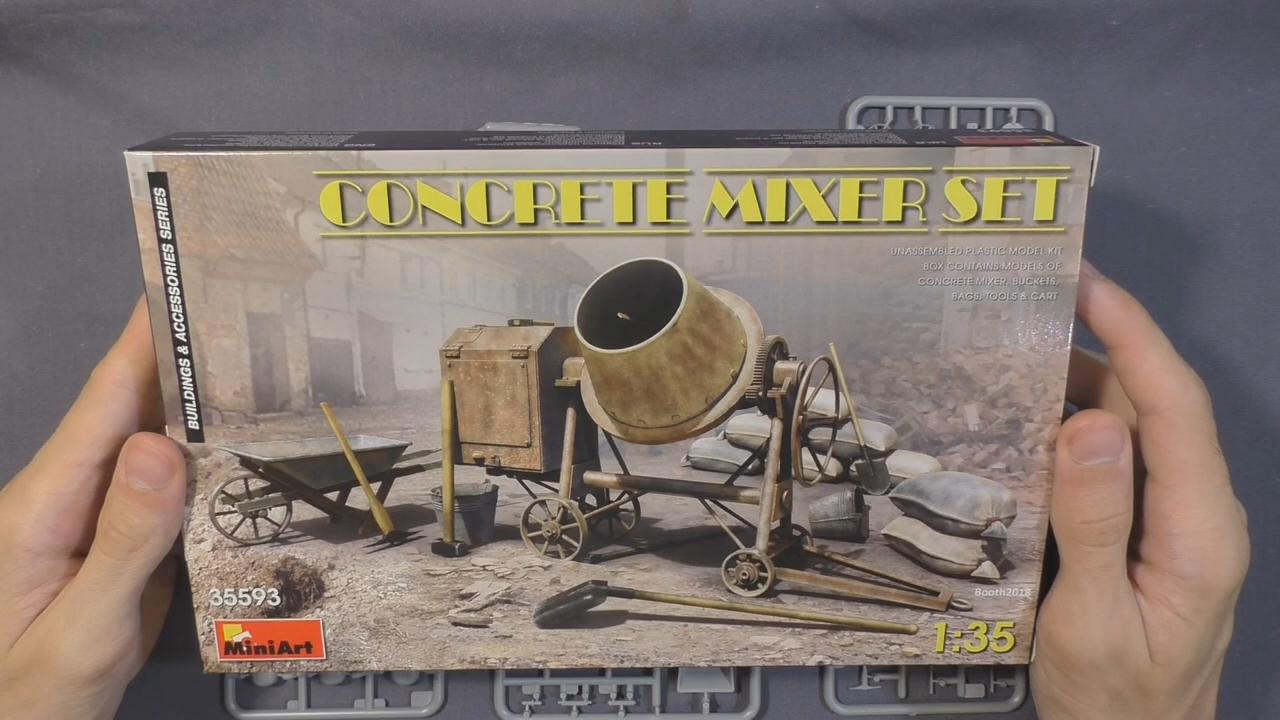 CONCRETE MIXER SET
UNASSEMBLED PLASTIC MODEL KIT
BOX CONTAINS MODELS OF
CONCRETE MIXER, BUCKETS,
BAGS, TOOLS & CART
BUILDINGS & ACCESSORIES SERIES
35593
MiniArt
Booth2018
1:35